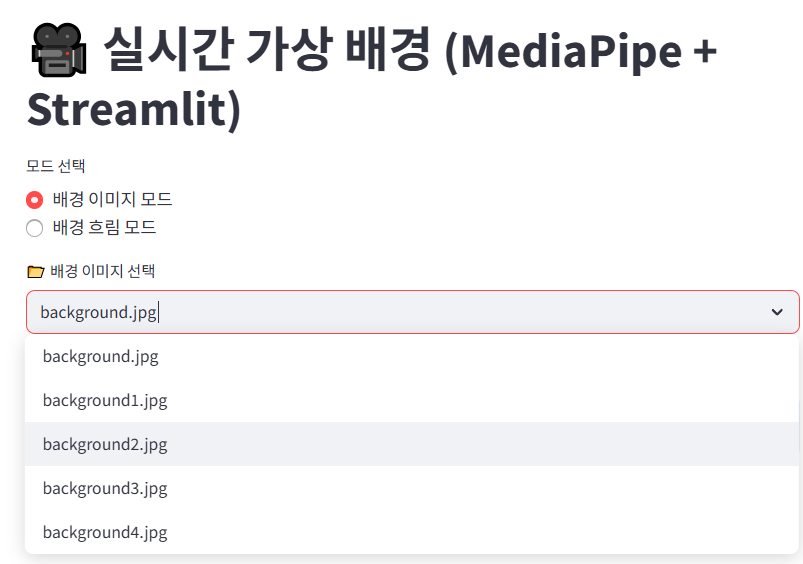 실시간 가상 배경 (MediaPipe +
Streamlit)
모드 선택
배경 이미지 모드
배경 흐림 모드
배경 이미지 선택
background.jpg
background.jpg
background1.jpg
background2.jpg
background3.jpg
background4.jpg